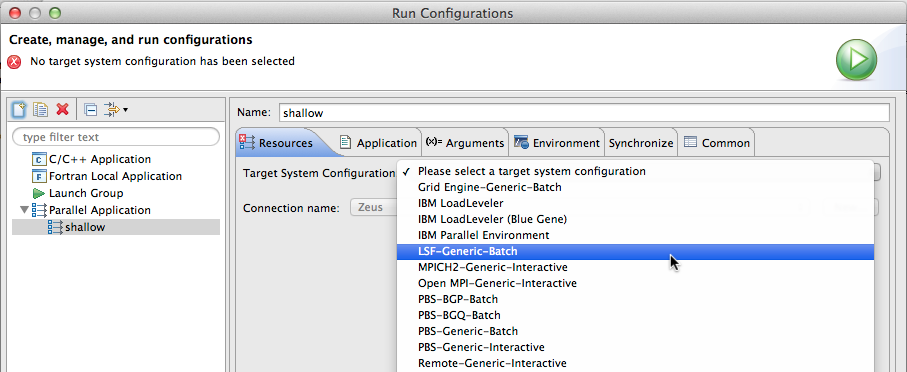 Run Configurations
Create, manage, and run configurations
No target system configuration has been selected
type filter text
C/C++ Application
Fortran Local Application
Launch Group
Parallel Application
shallow
Name: shallow
Resources Application (x)= Arguments Environment Synchronize Common
Target System Configuration
✓ Please select a target system configuration
Grid Engine-Generic-Batch
Connection name: Zeus
IBM LoadLeveler
IBM LoadLeveler (Blue Gene)
IBM Parallel Environment
LSF-Generic-Batch
MPICH2-Generic-Interactive
Open MPI-Generic-Interactive
PBS-BGP-Batch
PBS-BGQ-Batch
PBS-Generic-Batch
PBS-Generic-Interactive
Remote-Generic-Interactive